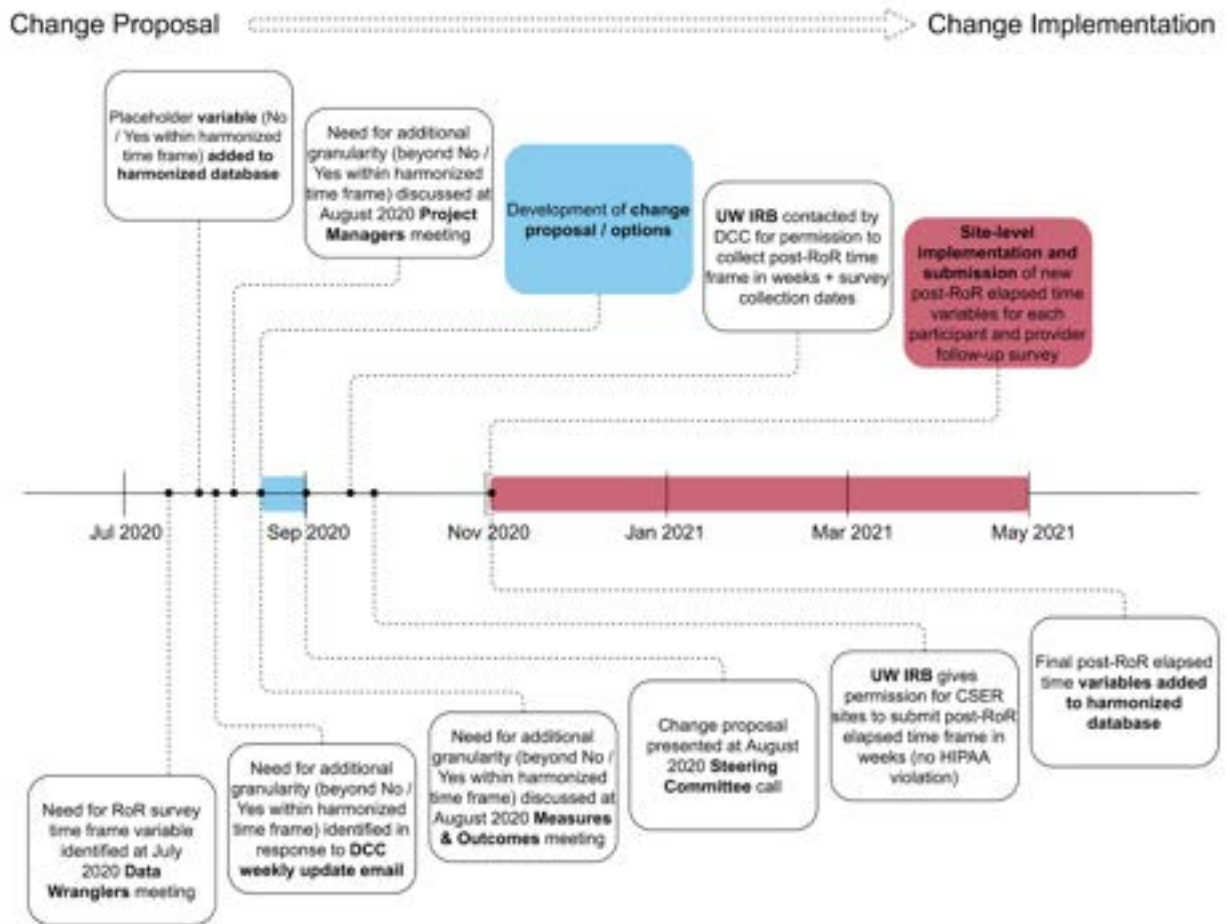 Change Proposal
Change Implementation
Placeholder variable (No
/ Yes within harmonized
time frame) added to
harmonized database
Need for additional
granularity (beyond No /
Yes within harmonized
time frame) discussed at
August 2020 Project
Managers meeting
Development of change
proposal / options
UW IRB contacted by
DCC for permission to
collect post-RoR time
frame in weeks + survey
collection dates
Site-level
implementation and
submission of new
post-RoR elapsed time
variables for each
participant and provider
follow-up survey
Jul 2020
Sep 2020
Nov 2020
Jan 2021
Mar 2021
May 2021
Need for RoR survey
time frame variable
identified at July
2020 Data
Wranglers meeting
Need for additional
granularity (beyond No /
Yes within harmonized
time frame) identified in
response to DCC
weekly update email
Need for additional
granularity (beyond No /
Yes within harmonized
time frame) discussed at
August 2020 Measures
& Outcomes meeting
Change proposal
presented at August
2020 Steering
Committee call
UW IRB gives
permission for CSER
sites to submit post-RoR
elapsed time frame in
weeks (no HIPAA
violation)
Final post-RoR elapsed
time variables added
to harmonized
database